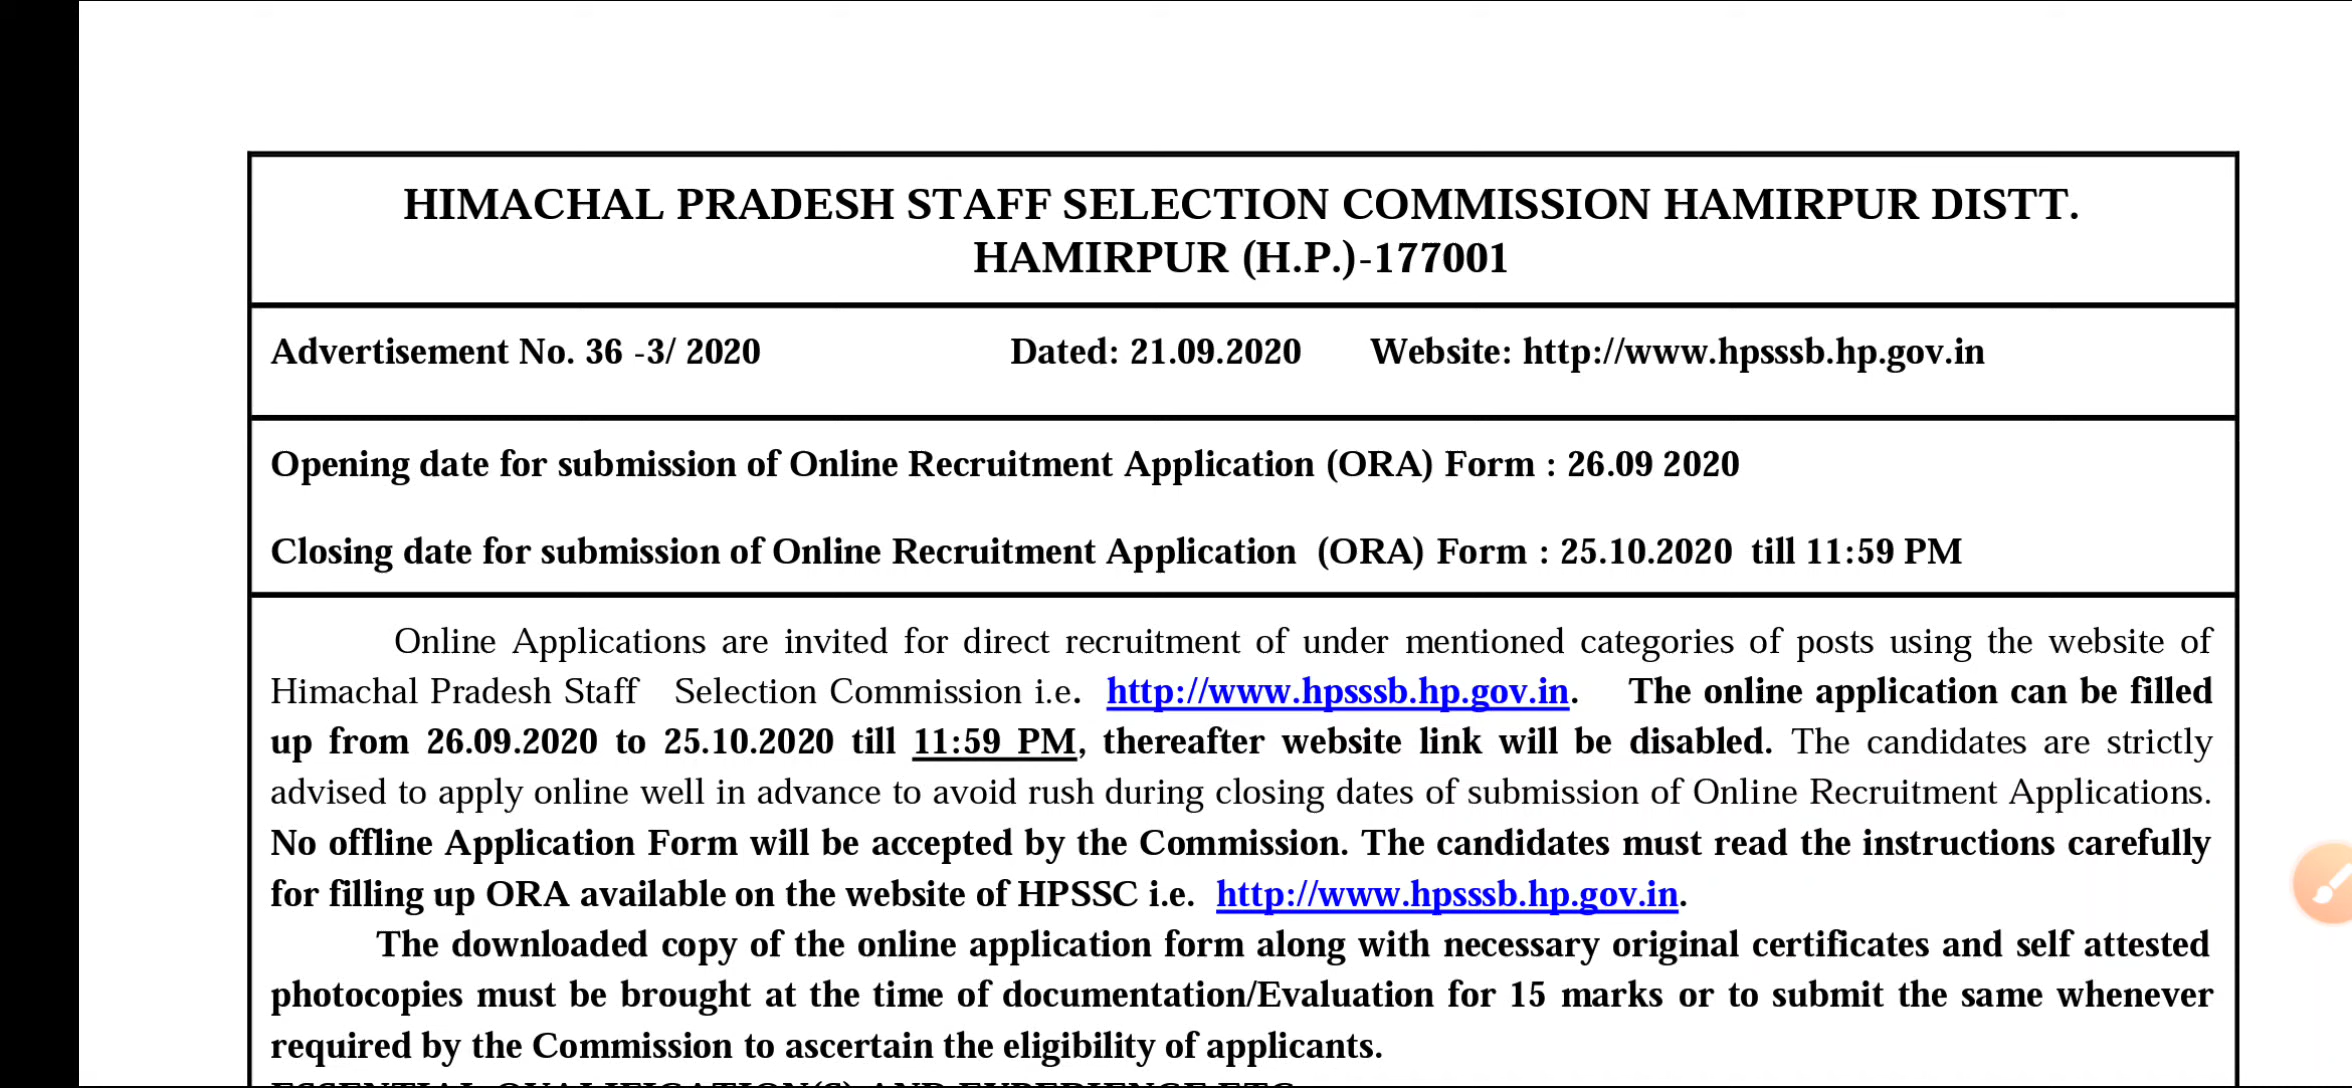 HIMACHAL PRADESH STAFF SELECTION COMMISSION HAMIRPUR DISTT.
HAMIRPUR (H.P.)-177001
Advertisement No. 36 -3/ 2020 Dated: 21.09.2020 Website: http://www.hpsssb.hp.gov.in
Opening date for submission of Online Recruitment Application (ORA) Form : 26.09 2020
Closing date for submission of Online Recruitment Application (ORA) Form : 25.10.2020 till 11:59 PM
Online Applications are invited for direct recruitment of under mentioned categories of posts using the website of
Himachal Pradesh Staff Selection Commission i.e. http://www.hpsssb.hp.gov.in. The online application can be filled
up from 26.09.2020 to 25.10.2020 till 11:59 PM, thereafter website link will be disabled. The candidates are strictly
advised to apply online well in advance to avoid rush during closing dates of submission of Online Recruitment Applications.
No offline Application Form will be accepted by the Commission. The candidates must read the instructions carefully
for filling up ORA available on the website of HPSSC i.e. http://www.hpsssb.hp.gov.in.
The downloaded copy of the online application form along with necessary original certificates and self attested
photocopies must be brought at the time of documentation/Evaluation for 15 marks or to submit the same whenever
required by the Commission to ascertain the eligibility of applicants.
ESSENTIAL QUALIFICATION(S) AND EXPERIENCE ETC